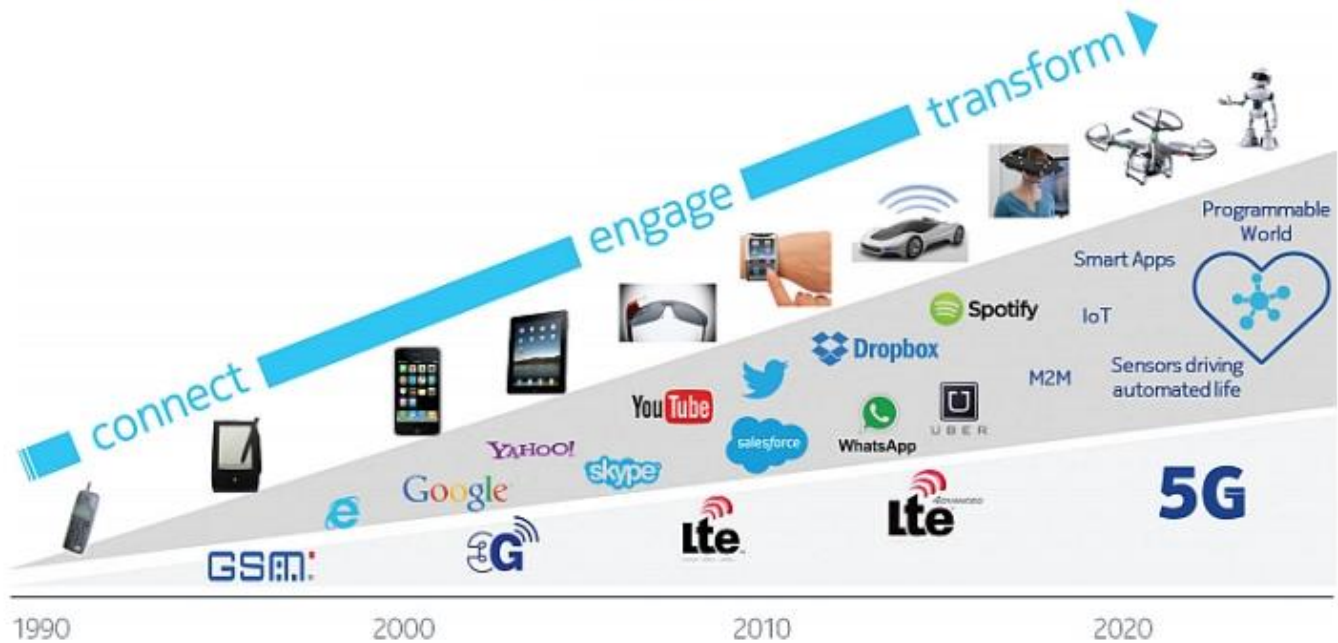 connect
engage
transform
Programmable
World
Smart Apps
Spotify
IoT
Dropbox
M2M
Sensors driving
automated life
YouTube
salesforce
WhatsApp
UBER
YAHOO!
skype
Google
e
GSM
3G
Lte
Lte
ADVANCED
5G
1990
2000
2010
2020